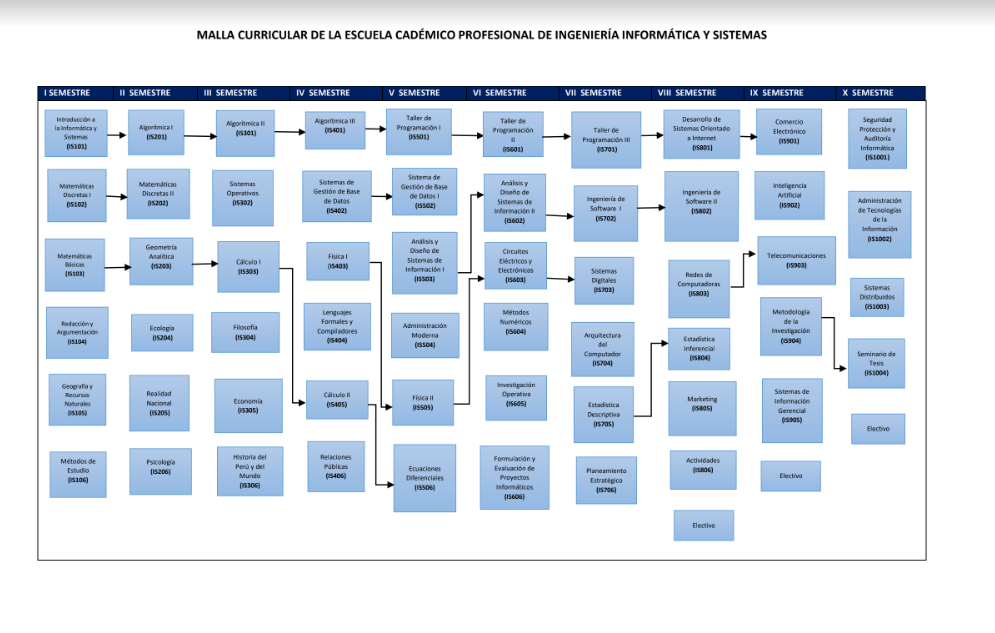 MALLA CURRICULAR DE LA ESCUELA CADÉMICO PROFESIONAL DE INGENIERÍA INFORMÁTICA Y SISTEMAS
I SEMESTRE
Introducción a
la Informática y
Sistemas
(IS101)
Matemáticas
Discretas I
(IS102)
Matemáticas
Básicas
(IS103)
Redacción y
Argumentación
(IS104)
Geografía y
Recursos
Naturales
(IS105)
Métodos de
Estudio
(IS106)
II SEMESTRE
Algorítmica I
(IS201)
Matemáticas
Discretas II
(IS202)
Geometría
Analítica
(IS203)
Ecología
(IS204)
Realidad
Nacional
(IS205)
Psicología
(IS206)
III SEMESTRE
Algorítmica II
(IS301)
Sistemas
Operativos
(IS302)
Cálculo I
(IS303)
Filosofía
(IS304)
Economía
(IS305)
Historia del
Perú y del
Mundo
(IS306)
IV SEMESTRE
Algorítmica III
(IS401)
Sistemas de
Gestión de Base
de Datos
(IS402)
Física I
(IS403)
Lenguajes
Formales y
Compiladores
(IS404)
Cálculo II
(IS405)
Relaciones
Públicas
(IS406)
V SEMESTRE
Taller de
Programación I
(IS501)
Sistema de
Gestión de Base
de Datos I
(IS502)
Análisis y
Diseño de
Sistemas de
Información I
(IS503)
Administración
Moderna
(IS504)
Física II
(IS505)
Ecuaciones
Diferenciales
(IS506)
VI SEMESTRE
Taller de
Programación
II
(IS601)
Análisis y
Diseño de
Sistemas de
Información II
(IS602)
Circuitos
Eléctricos y
Electrónicos
(IS603)
Métodos
Numéricos
(IS604)
Investigación
Operativa
(IS605)
Formulación y
Evaluación de
Proyectos
Informáticos
(IS606)
VII SEMESTRE
Taller de
Programación III
(IS701)
Ingeniería de
Software I
(IS702)
Sistemas
Digitales
(IS703)
Arquitectura
del
Computador
(IS704)
Estadística
Descriptiva
(IS705)
Planeamiento
Estratégico
(IS706)
VIII SEMESTRE
Desarrollo de
Sistemas Orientado
a Internet
(IS801)
Ingeniería de
Software II
(IS802)
Redes de
Computadoras
(IS803)
Estadística
Inferencial
(IS804)
Marketing
(IS805)
Actividades
(IS806)
Electivo
IX SEMESTRE
Comercio
Electrónico
(IS901)
Inteligencia
Artificial
(IS902)
Telecomunicaciones
(IS903)
Metodología
de la
Investigación
(IS904)
Sistemas de
Información
Gerencial
(IS905)
Electivo
X SEMESTRE
Seguridad
Protección y
Auditoría
Informática
(IS1001)
Administración
de Tecnologías
de la
Información
(IS1002)
Sistemas
Distribuidos
(IS1003)
Seminario de
Tesis
(IS1004)
Electivo